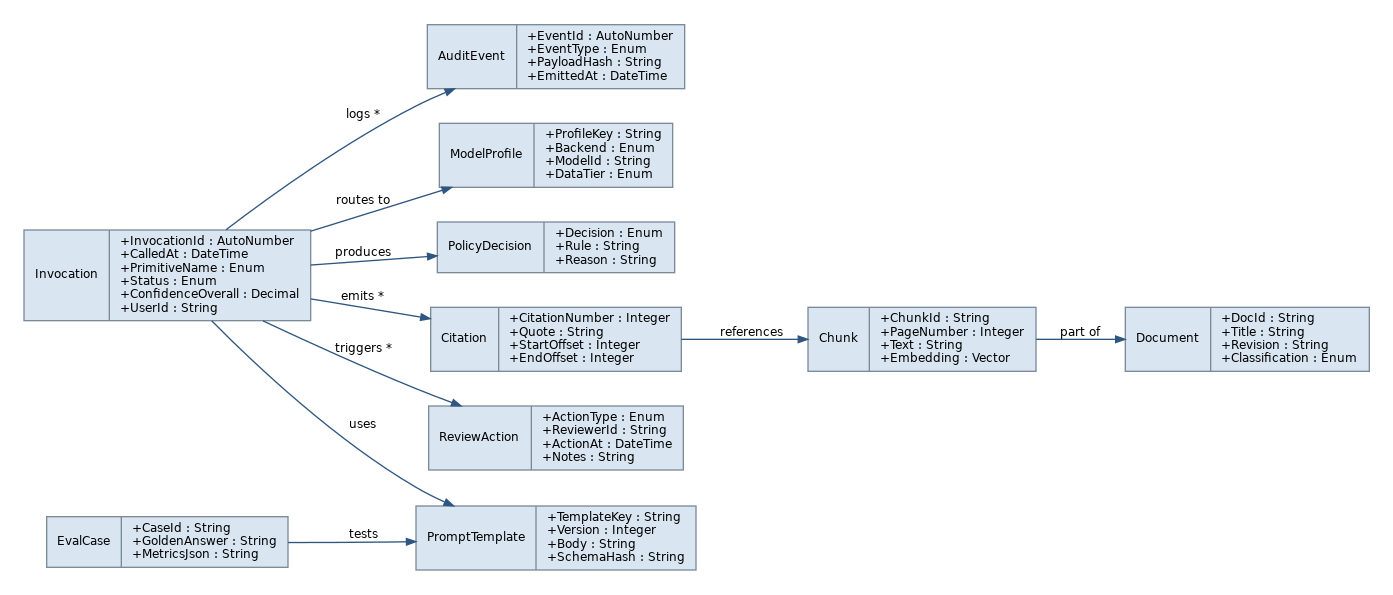 AuditEvent
+EventId : AutoNumber
+EventType : Enum
+PayloadHash : String
+EmittedAt : DateTime
logs *
ModelProfile
+ProfileKey : String
+Backend : Enum
+ModelId : String
+DataTier : Enum
routes to
Invocation
+InvocationId : AutoNumber
+CalledAt : DateTime
+PrimitiveName : Enum
+Status : Enum
+ConfidenceOverall : Decimal
+UserId : String
produces
PolicyDecision
+Decision : Enum
+Rule : String
+Reason : String
emits *
Citation
+CitationNumber : Integer
+Quote : String
+StartOffset : Integer
+EndOffset : Integer
references
Chunk
+ChunkId : String
+PageNumber : Integer
+Text : String
+Embedding : Vector
part of
Document
+DocId : String
+Title : String
+Revision : String
+Classification : Enum
triggers *
ReviewAction
+ActionType : Enum
+ReviewerId : String
+ActionAt : DateTime
+Notes : String
uses
EvalCase
+CaseId : String
+GoldenAnswer : String
+MetricsJson : String
tests
PromptTemplate
+TemplateKey : String
+Version : Integer
+Body : String
+SchemaHash : String